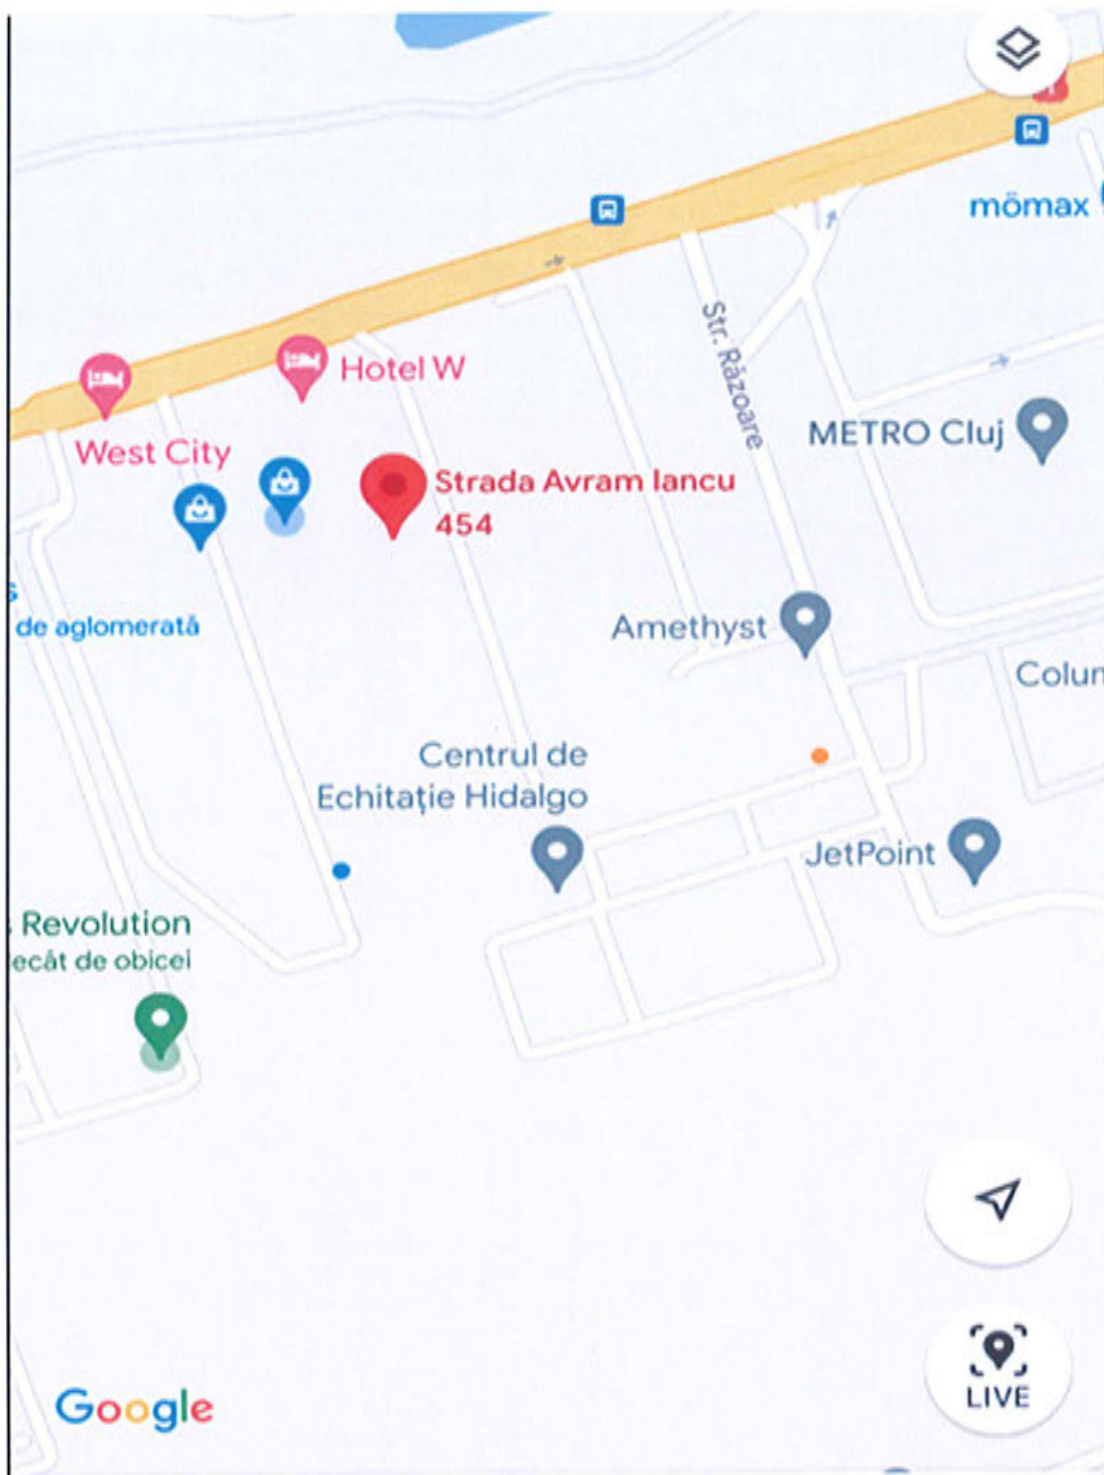 mömax
Str. Răzoare
Hotel W
West City
METRO Cluj
Strada Avram Iancu
454
de aglomerată
Amethyst
Colun
Centrul de
Echitație Hidalgo
JetPoint
Revolution
ecât de obicei
LIVE
Google